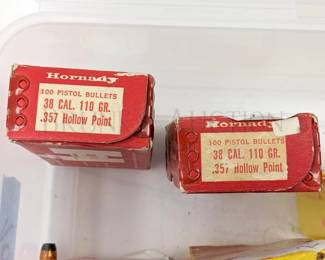 Hornady
100 PISTOL BULLETS
38 CAL. 110 GR.
.357 Hollow Point
Hornady
100 PISTOL BULLETS
38 CAL. 110 GR.
.357 Hollow Point